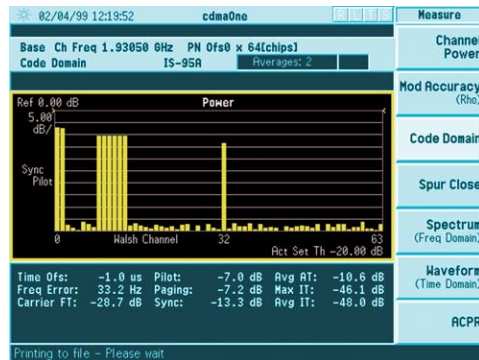 02/04/99 12:19:52 cdmaOne R L T S Measure
Base Ch Freq 1.93050 GHz PN Ofs0 x 64[chips]
Code Domain IS-95A Averages: 2
Channel Power
Mod Accuracy
(Rho)
Code Domain
Spur Close
Spectrum
(Freq Domain)
Waveform
(Time Domain)
ACPR
Ref 0.00 dB Power
5.00
dB/
Sync
Pilot
0 Walsh Channel 32 63
Act Set Th -20.00 dB
Time Ofs: -1.0 us Pilot: -7.0 dB Avg AT: -10.6 dB
Freq Error: 33.2 Hz Paging: -7.2 dB Max IT: -46.1 dB
Carrier FT: -28.7 dB Sync: -13.3 dB Avg IT: -48.0 dB
Printing to file - Please wait